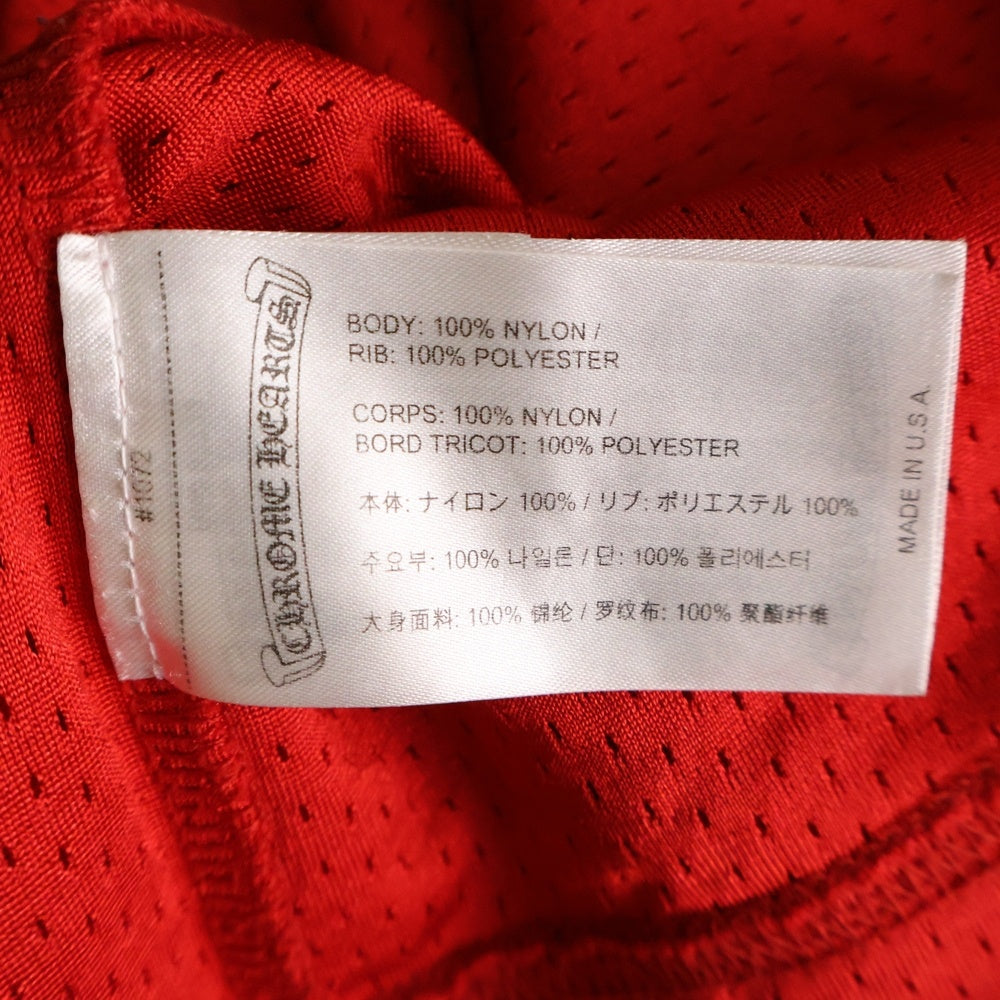 #1072
CHROME HEARTS
BODY: 100% NYLON /
RIB: 100% POLYESTER
CORPS: 100% NYLON /
BORD TRICOT: 100% POLYESTER
本体: ナイロン 100% / リブ: ポリエステル 100%
주요부: 100% 나일론 / 단: 100% 폴리에스터
大身面料: 100% 锦纶 / 罗纹布: 100% 聚酯纤维
MADE IN U.S.A.